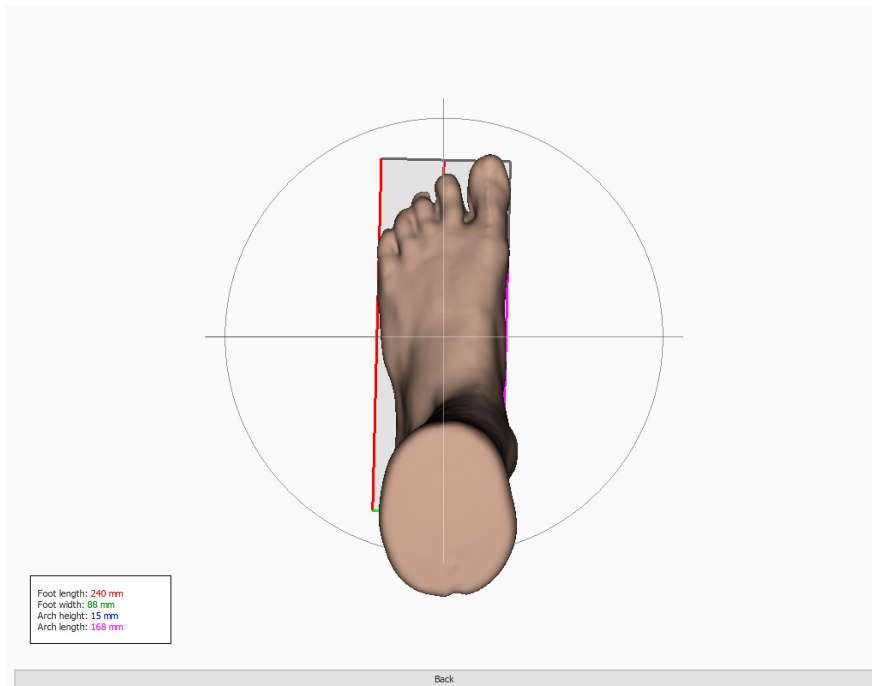 Foot length: 240 mm
Foot width: 88 mm
Arch height: 15 mm
Arch length: 168 mm
Back